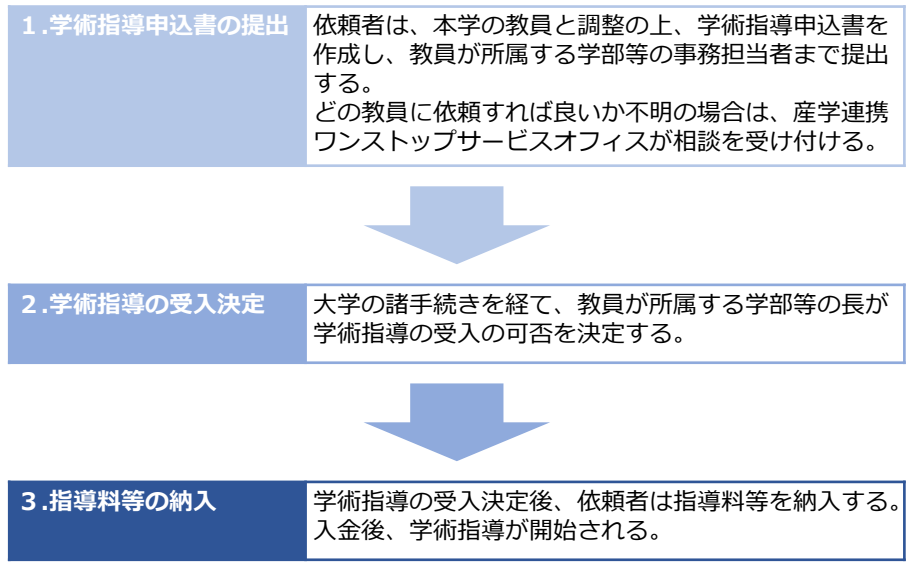 １.学術指導申込書の提出
依頼者は、本学の教員と調整の上、学術指導申込書を
作成し、教員が所属する学部等の事務担当者まで提出
する。
どの教員に依頼すれば良いか不明の場合は、産学連携
ワンストップサービスオフィスが相談を受け付ける。
２.学術指導の受入決定
大学の諸手続きを経て、教員が所属する学部等の長が
学術指導の受入の可否を決定する。
３.指導料等の納入
学術指導の受入決定後、依頼者は指導料等を納入する。
入金後、学術指導が開始される。